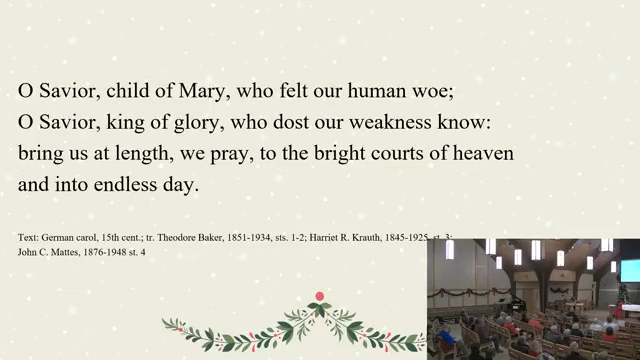 O Savior, child of Mary, who felt our human woe;
O Savior, king of glory, who dost our weakness know:
bring us at length, we pray, to the bright courts of heaven
and into endless day.
Text: German carol, 15th cent.; tr. Theodore Baker, 1851-1934, sts. 1-2; Harriet R. Krauth, 1845-1925, st. 3;
John C. Mattes, 1876-1948 st. 4